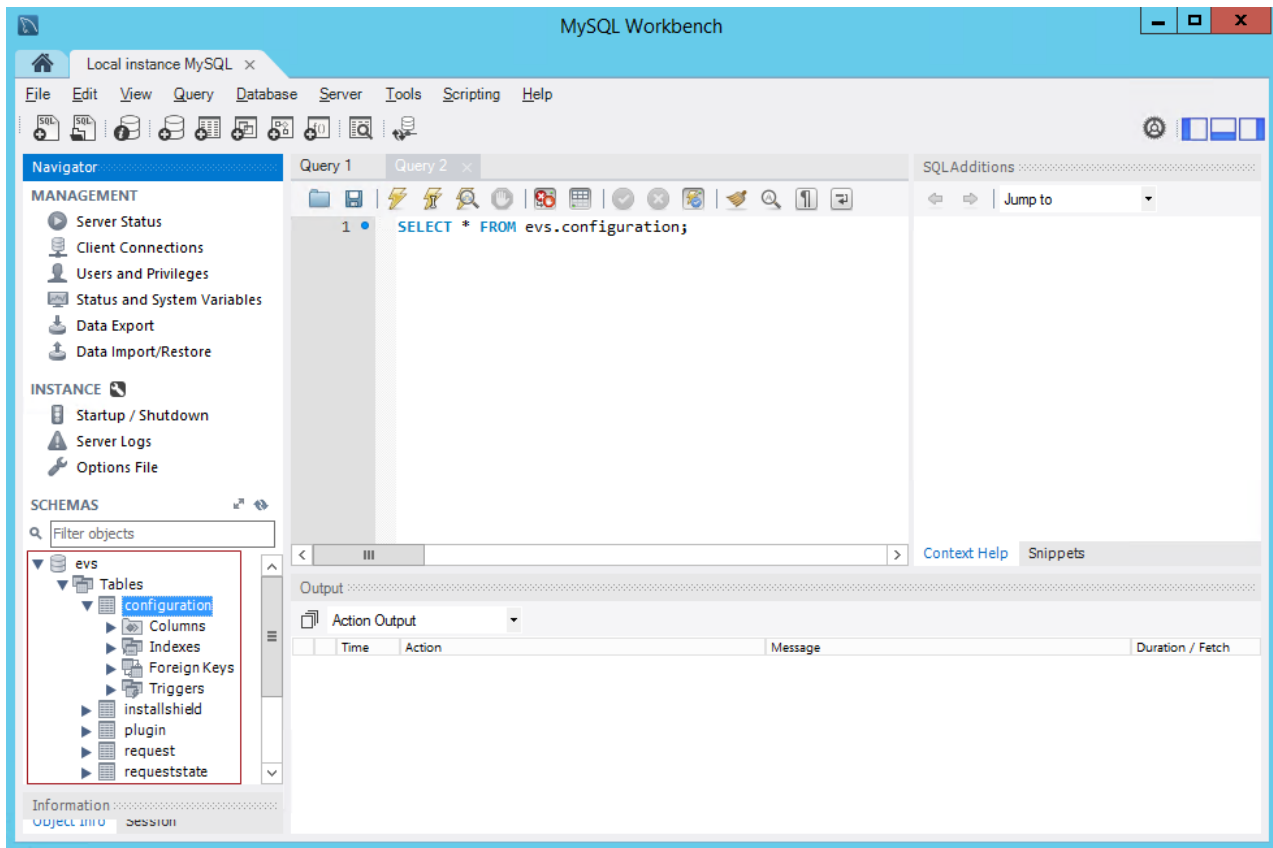 MySQL Workbench
Local instance MySQL
File Edit View Query Database Server Tools Scripting Help
Navigator
MANAGEMENT
Server Status
Client Connections
Users and Privileges
Status and System Variables
Data Export
Data Import/Restore
INSTANCE
Startup / Shutdown
Server Logs
Options File
SCHEMAS
Filter objects
evs
Tables
configuration
Columns
Indexes
Foreign Keys
Triggers
installshield
plugin
request
requeststate
Information
Object Info Session
Query 1 Query 2
1 SELECT * FROM evs.configuration;
SQLAdditions
Jump to
Context Help Snippets
Output
Action Output
Time Action Message Duration / Fetch